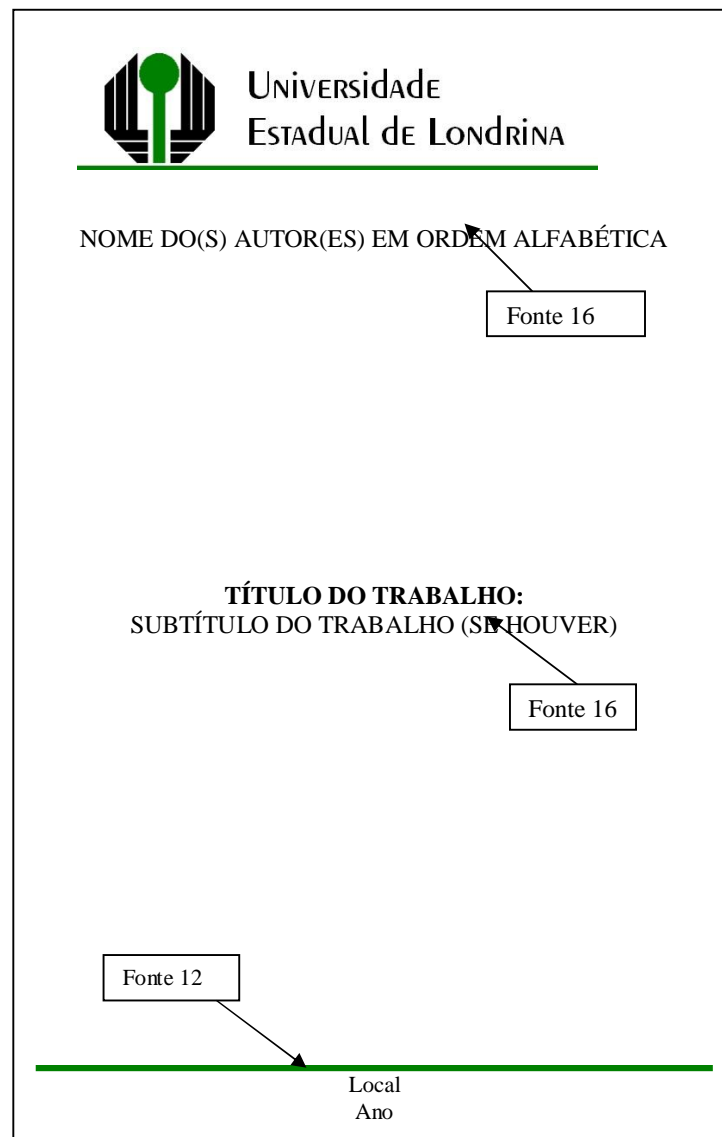 Universidade
Estadual de Londrina
NOME DO(S) AUTOR(ES) EM ORDEM ALFABÉTICA
Fonte 16
TÍTULO DO TRABALHO:
SUBTÍTULO DO TRABALHO (SE HOUVER)
Fonte 16
Fonte 12
Local
Ano